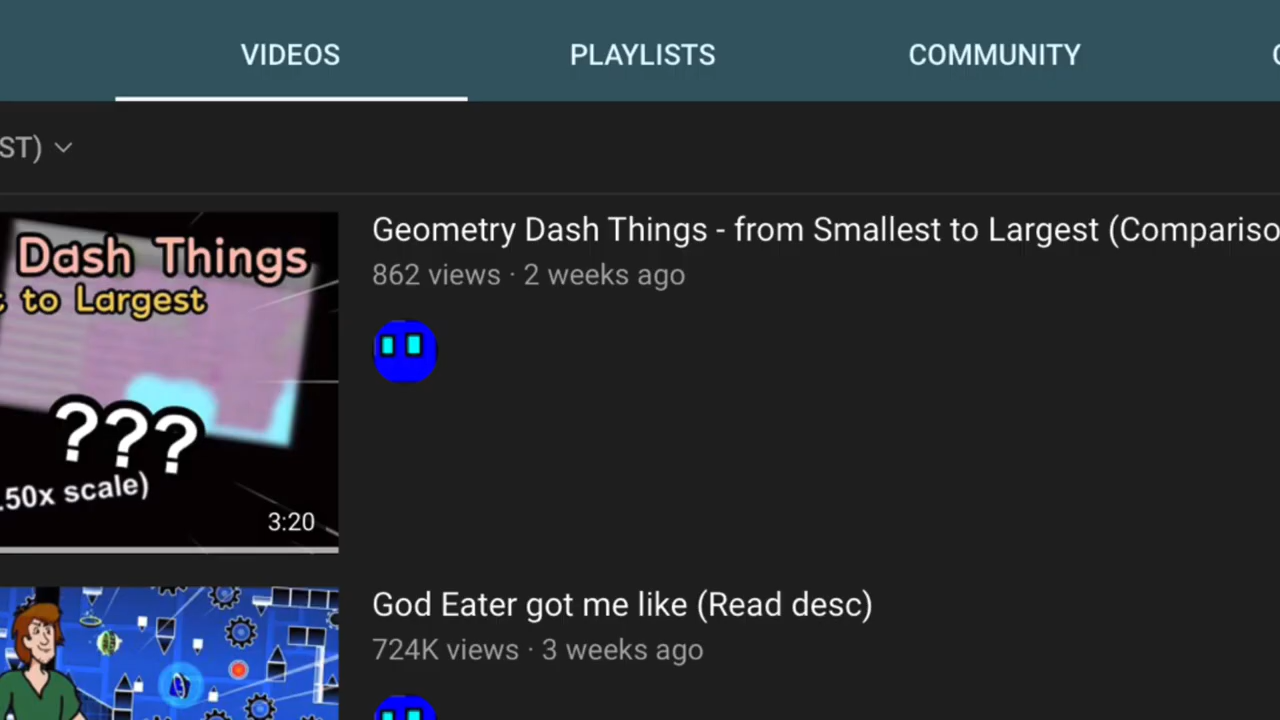 VIDEOS PLAYLISTS COMMUNITY
ST)
Dash Things
to Largest
???
.50x scale)
3:20
Geometry Dash Things - from Smallest to Largest (Compariso
862 views · 2 weeks ago
God Eater got me like (Read desc)
724K views · 3 weeks ago